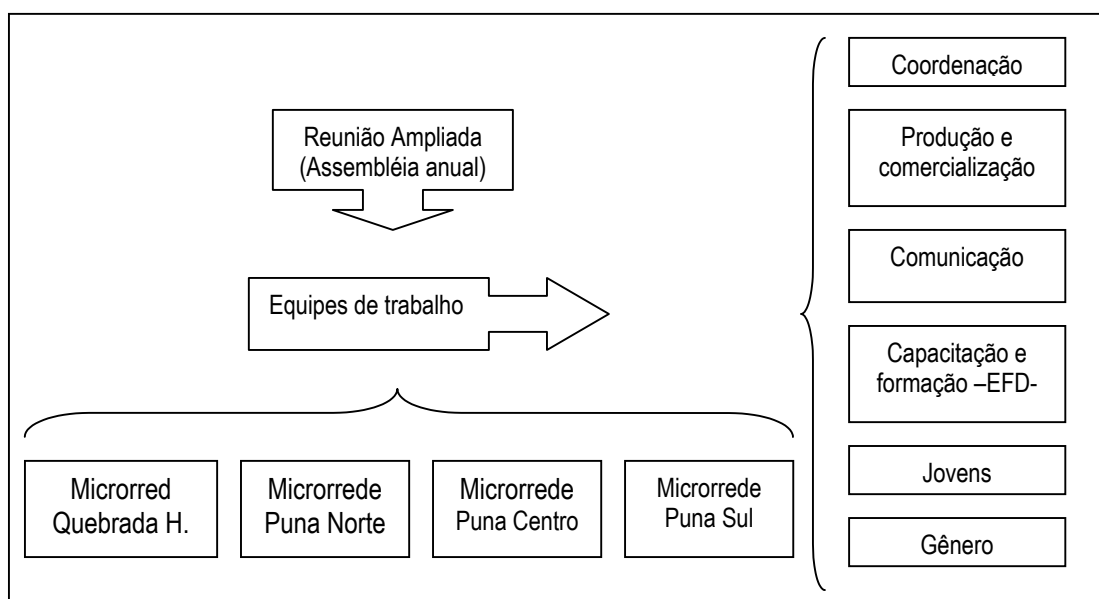 Reunião Ampliada
(Assembléia anual)
Equipes de trabalho
Microrred
Quebrada H.
Microrrede
Puna Norte
Microrrede
Puna Centro
Microrrede
Puna Sul
Coordenação
Produção e
comercialização
Comunicação
Capacitação e
formação –EFD-
Jovens
Gênero